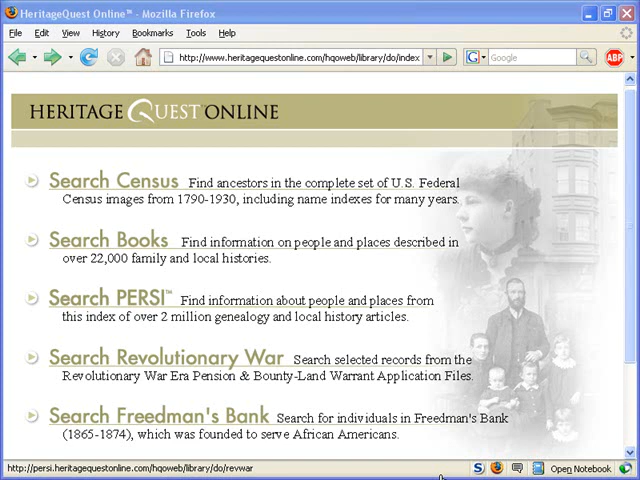 HeritageQuest Online™ - Mozilla Firefox
File Edit View History Bookmarks Tools Help
http://www.heritagequestonline.com/hqoweb/library/do/index
G Google ABP
HERITAGE QUEST ONLINE
Search Census Find ancestors in the complete set of U.S. Federal
Census images from 1790-1930, including name indexes for many years.
Search Books Find information on people and places described in
over 22,000 family and local histories.
Search PERSI™ Find information about people and places from
this index of over 2 million genealogy and local history articles.
Search Revolutionary War Search selected records from the
Revolutionary War Era Pension & Bounty-Land Warrant Application Files.
Search Freedman's Bank Search for individuals in Freedman's Bank
(1865-1874), which was founded to serve African Americans.
http://persi.heritagequestonline.com/hqoweb/library/do/revwar
S Open Notebook